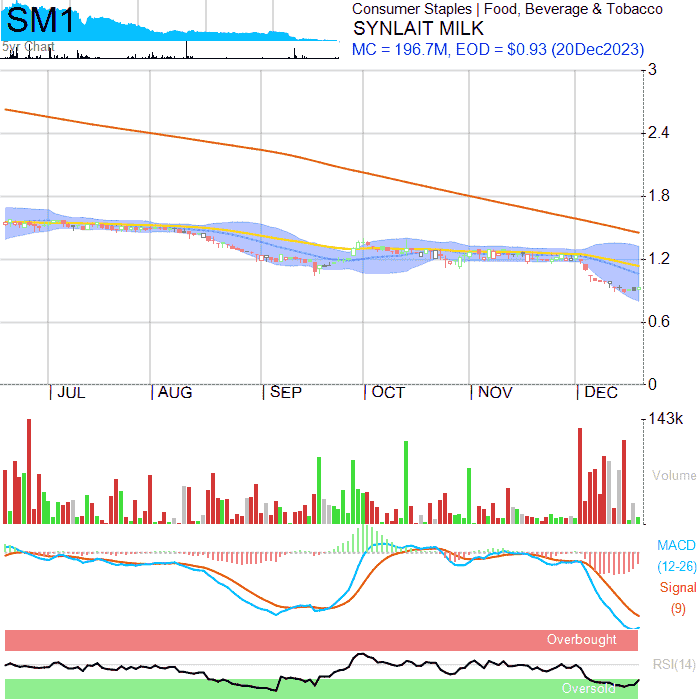 SM1
5yr Chart
Consumer Staples | Food, Beverage & Tobacco
SYNLAIT MILK
MC = 196.7M, EOD = $0.93 (20Dec2023)
3
2.4
1.8
1.2
0.6
0
JUL AUG SEP OCT NOV DEC
143k
Volume
MACD
(12-26)
Signal
(9)
Overbought
RSI(14)
Oversold